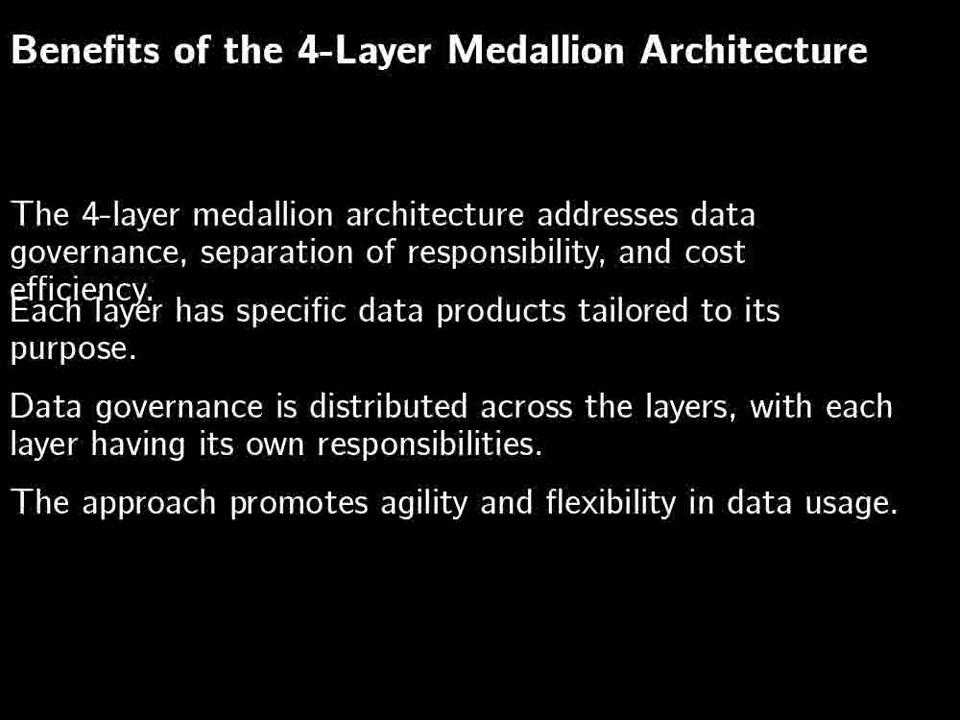 Benefits of the 4-Layer Medallion Architecture
The 4-layer medallion architecture addresses data
governance, separation of responsibility, and cost
efficiency.
Each layer has specific data products tailored to its
purpose.
Data governance is distributed across the layers, with each
layer having its own responsibilities.
The approach promotes agility and flexibility in data usage.